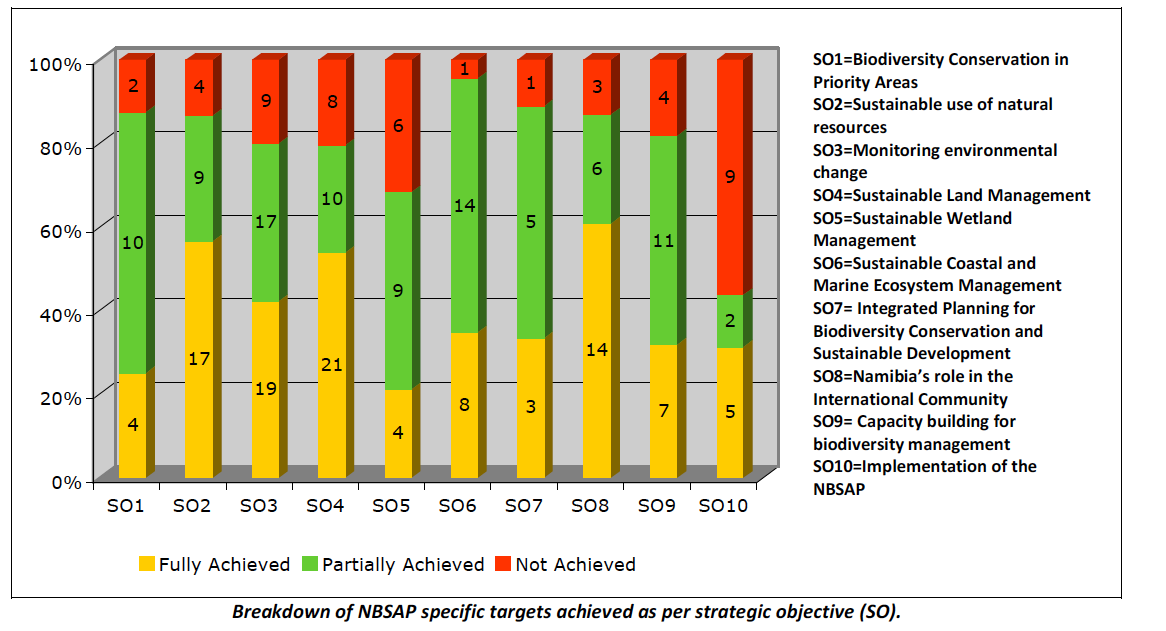 100%
80%
60%
40%
20%
0%
2 4 9 8 6 1 1 3 4 9
10 9 17 10 9 14 5 6 11 2
4 17 19 21 4 8 3 14 7 5
SO1 SO2 SO3 SO4 SO5 SO6 SO7 SO8 SO9 SO10
Fully Achieved Partially Achieved Not Achieved
SO1=Biodiversity Conservation in
Priority Areas
SO2=Sustainable use of natural
resources
SO3=Monitoring environmental
change
SO4=Sustainable Land Management
SO5=Sustainable Wetland
Management
SO6=Sustainable Coastal and
Marine Ecosystem Management
SO7= Integrated Planning for
Biodiversity Conservation and
Sustainable Development
SO8=Namibia’s role in the
International Community
SO9= Capacity building for
biodiversity management
SO10=Implementation of the
NBSAP
Breakdown of NBSAP specific targets achieved as per strategic objective (SO).